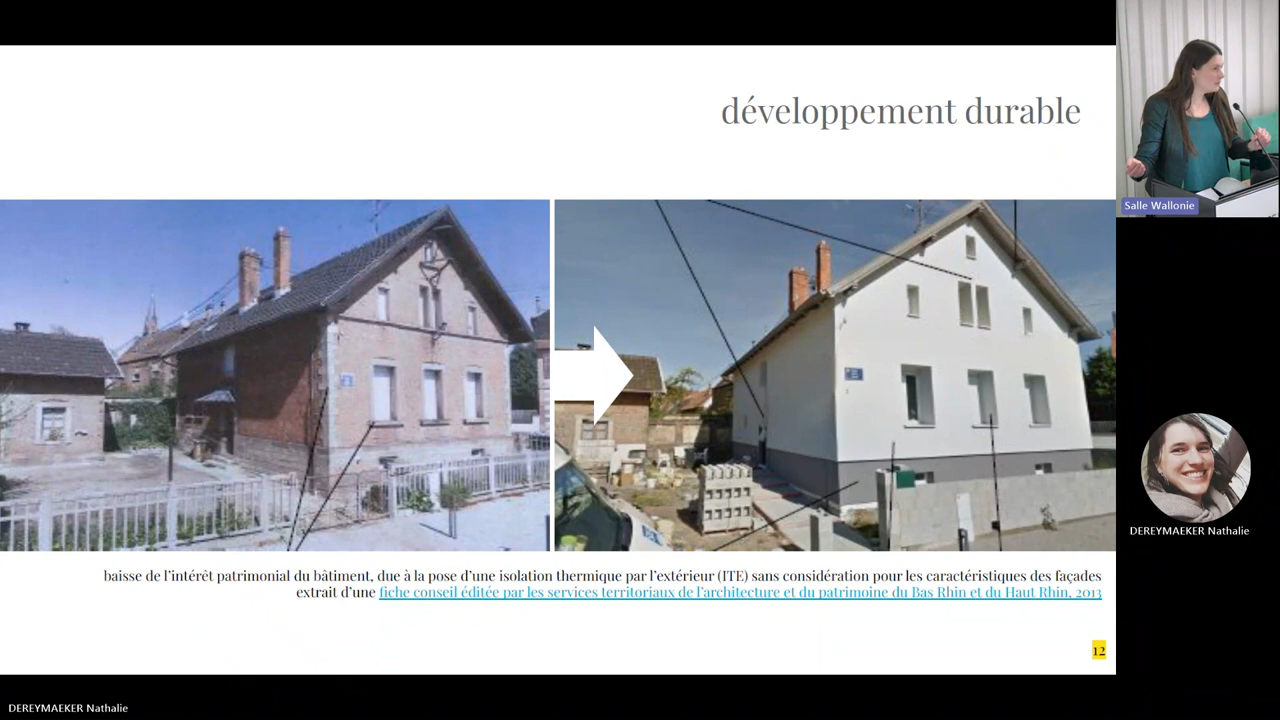 développement durable
Salle Wallonie
baisse de l'intérêt patrimonial du bâtiment, due à la pose d'une isolation thermique par l'extérieur (ITE) sans considération pour les caractéristiques des façades
extrait d'une fiche conseil éditée par les services territoriaux de l'architecture et du patrimoine du Bas Rhin et du Haut Rhin, 2013
DEREYMAEKER Nathalie
12
DEREYMAEKER Nathalie